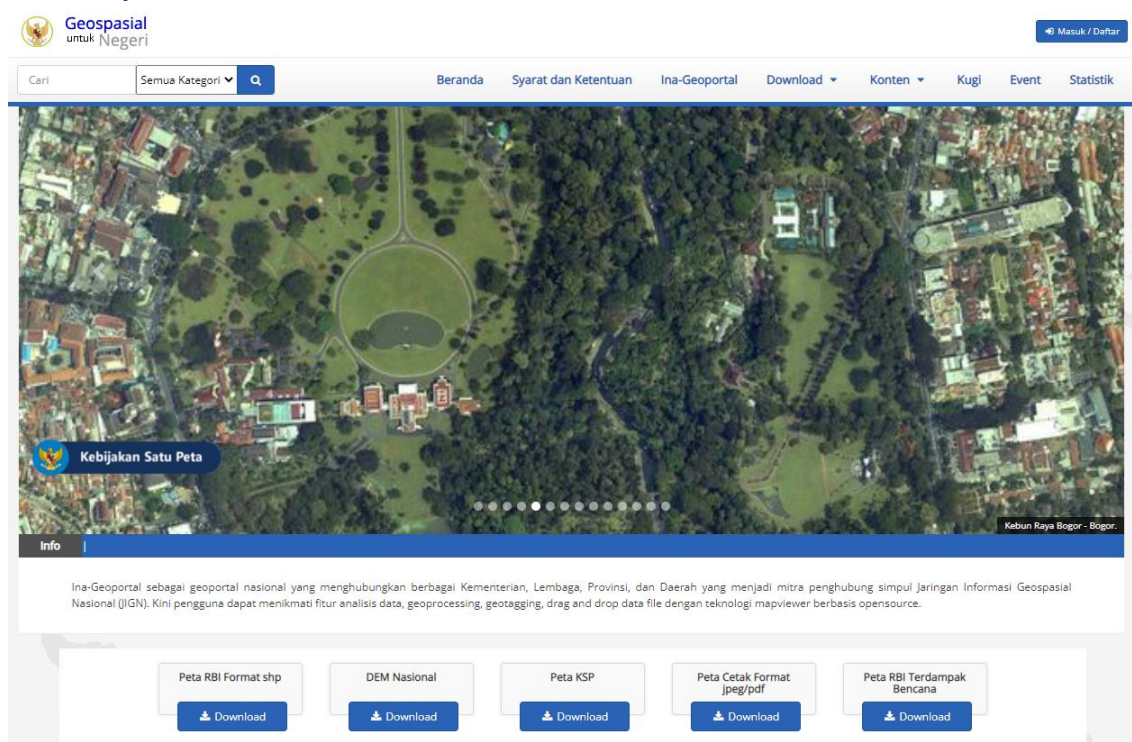 Geospasial
untuk Negeri
Masuk / Daftar
Cari
Semua Kategori
Beranda
Syarat dan Ketentuan
Ina-Geoportal
Download
Konten
Kugi
Event
Statistik
Kebijakan Satu Peta
Kebun Raya Bogor - Bogor.
Info |
Ina-Geoportal sebagai geoportal nasional yang menghubungkan berbagai Kementerian, Lembaga, Provinsi, dan Daerah yang menjadi mitra penghubung simpul Jaringan Informasi Geospasial
Nasional (JIGN). Kini pengguna dapat menikmati fitur analisis data, geoprocessing, geotagging, drag and drop data file dengan teknologi mapviewer berbasis opensource.
Peta RBI Format shp
Download
DEM Nasional
Download
Peta KSP
Download
Peta Cetak Format
jpeg/pdf
Download
Peta RBI Terdampak
Bencana
Download